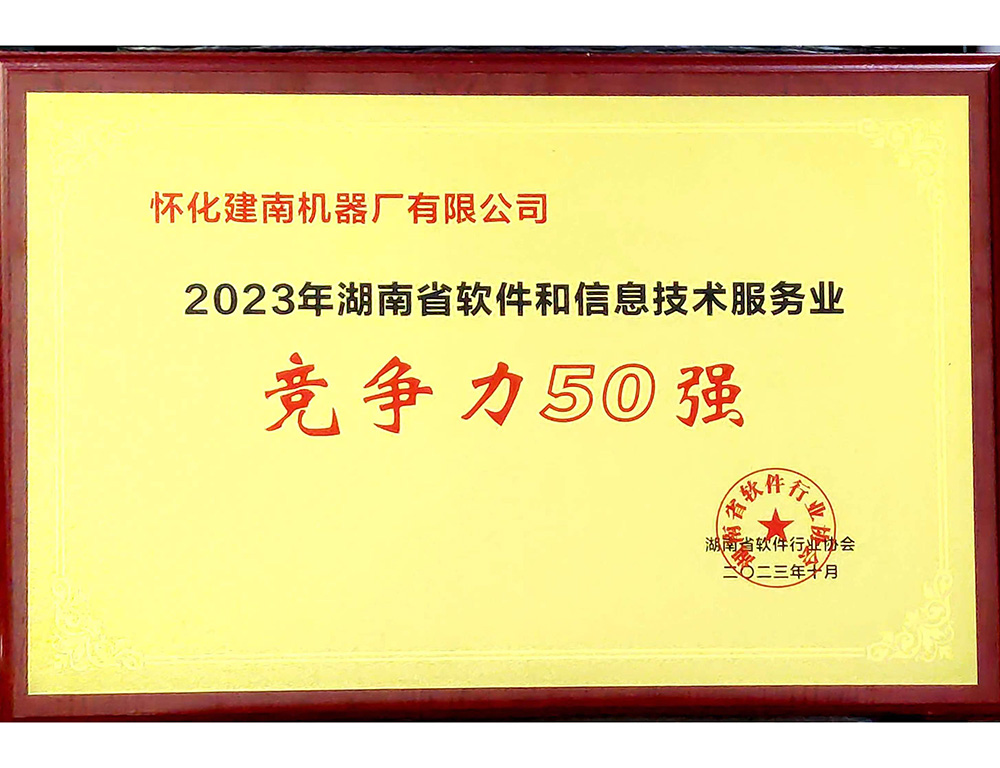 怀化建南机器厂有限公司
2023年湖南省软件和信息技术服务业
竞争力50强
湖南省软件行业协会
湖南省软件行业协会
二〇二三年十月